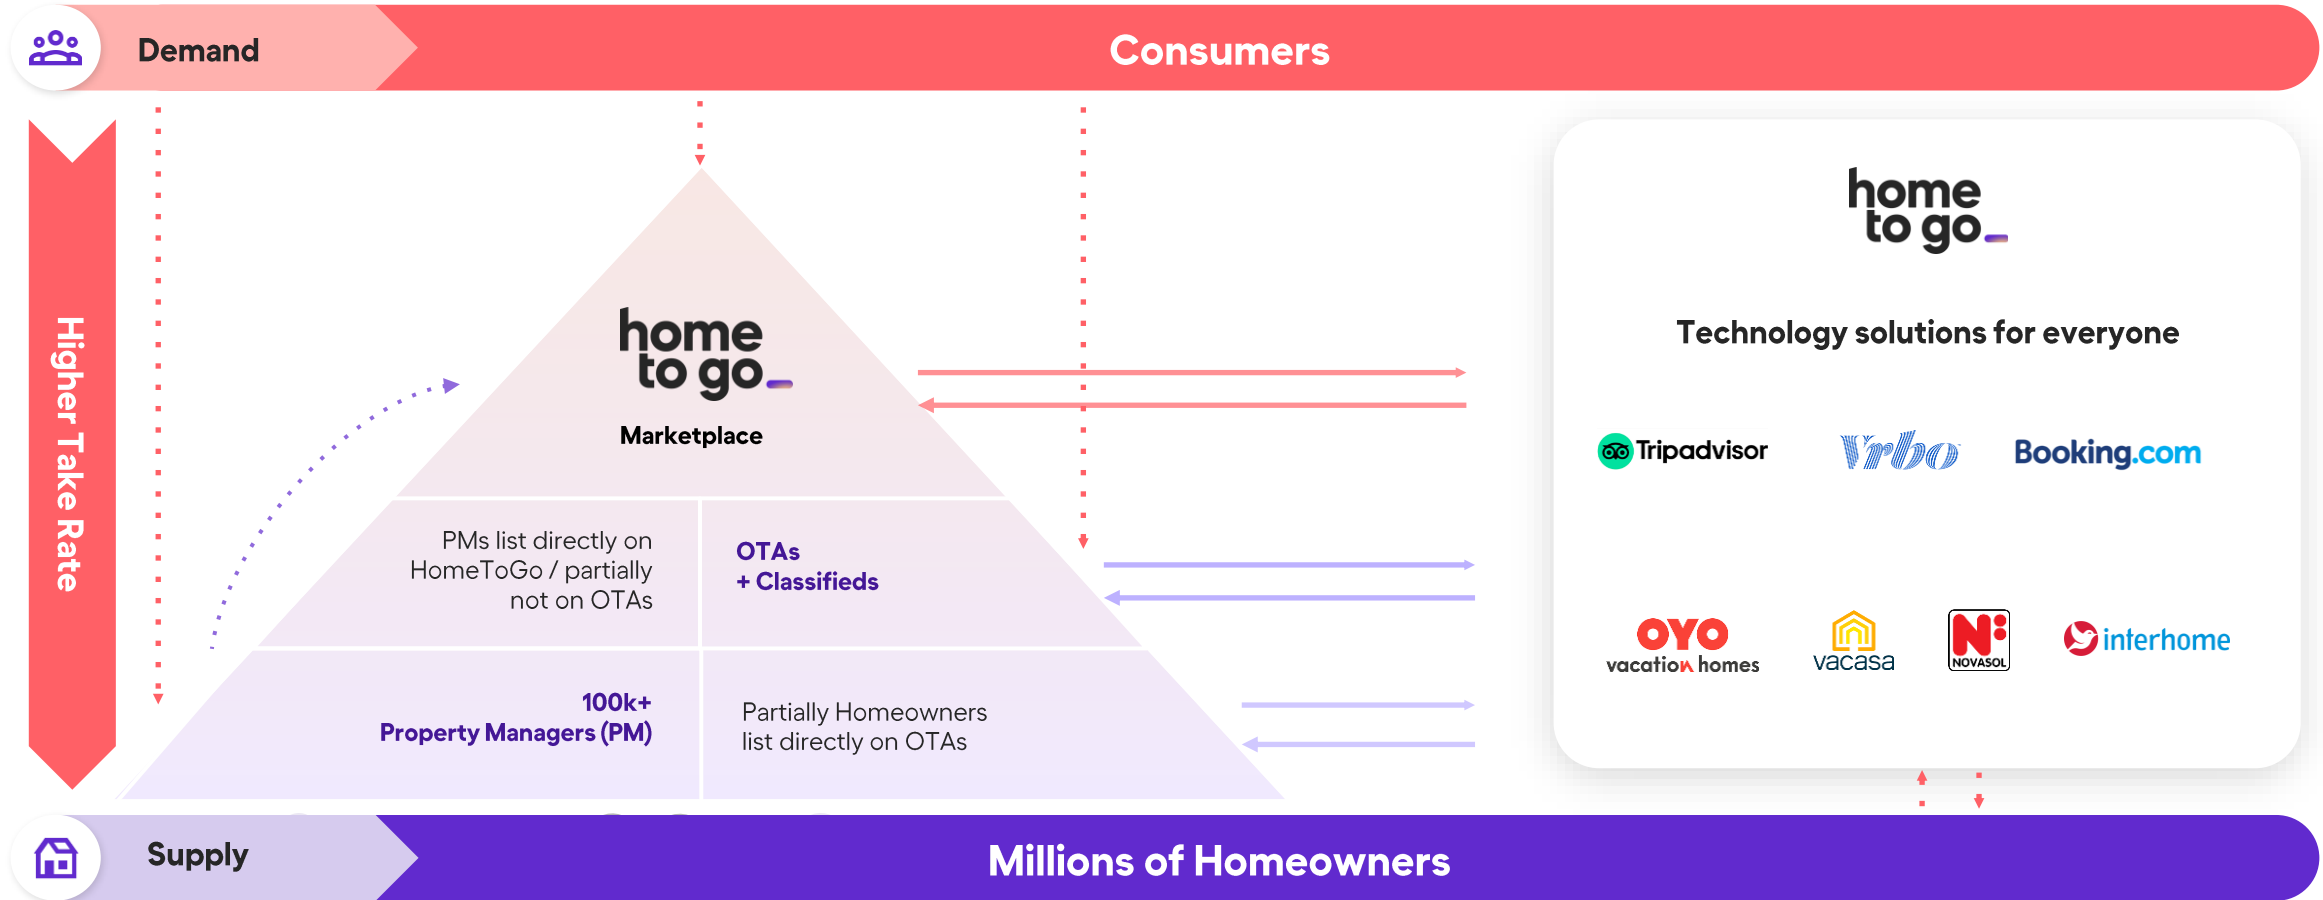 Demand
Consumers
Higher Take Rate
home
to go
Marketplace
PMs list directly on
HomeToGo / partially
not on OTAs
OTAs
+ Classifieds
100k+
Property Managers (PM)
Partially Homeowners
list directly on OTAs
home
to go
Technology solutions for everyone
Tripadvisor
Vrbo
Booking.com
OYO
vacation homes
vacasa
N:
NOVASOL
interhome
Supply
Millions of Homeowners